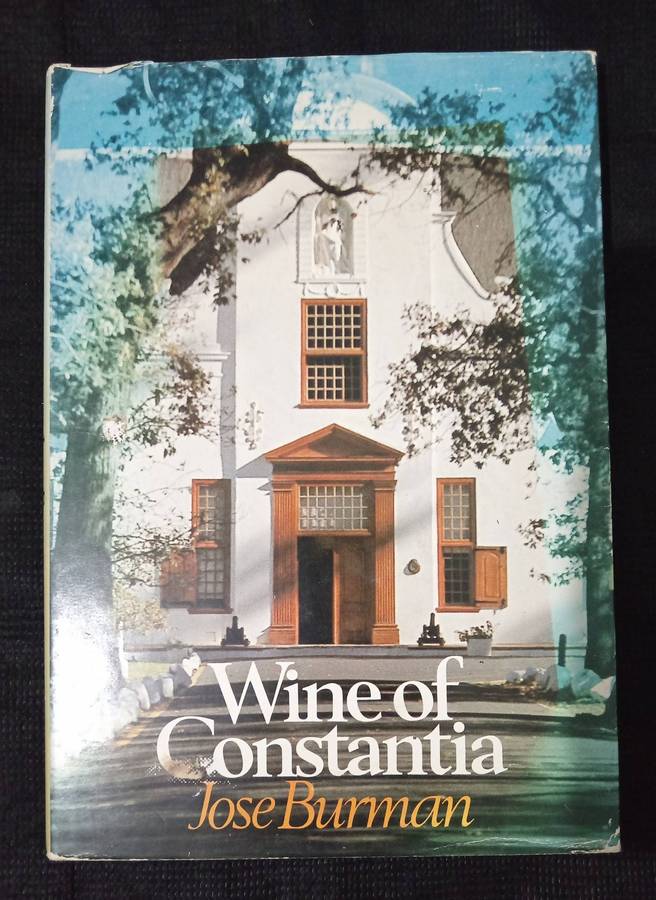 Wine of
Constantia
Jose Burman